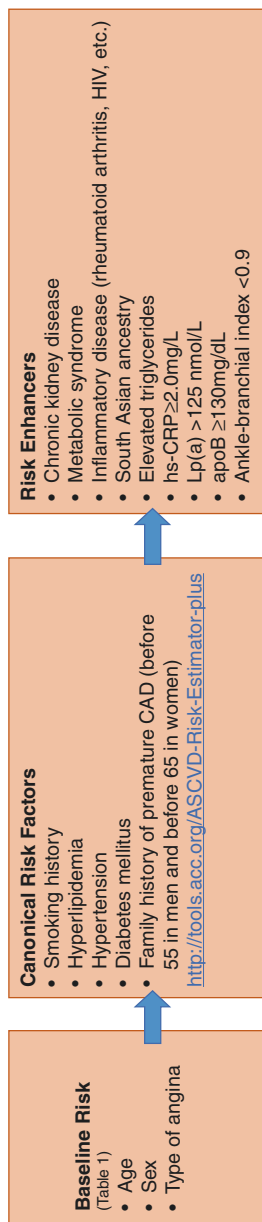 Baseline Risk
(Table 1)
• Age
• Sex
• Type of angina
Canonical Risk Factors
• Smoking history
• Hyperlipidemia
• Hypertension
• Diabetes mellitus
• Family history of premature CAD (before
55 in men and before 65 in women)
http://tools.acc.org/ASCVD-Risk-Estimator-plus
Risk Enhancers
• Chronic kidney disease
• Metabolic syndrome
• Inflammatory disease (rheumatoid arthritis, HIV, etc.)
• South Asian ancestry
• Elevated triglycerides
• hs-CRP≥2.0mg/L
• Lp(a) >125 nmol/L
• apoB ≥130mg/dL
• Ankle-branchial index <0.9